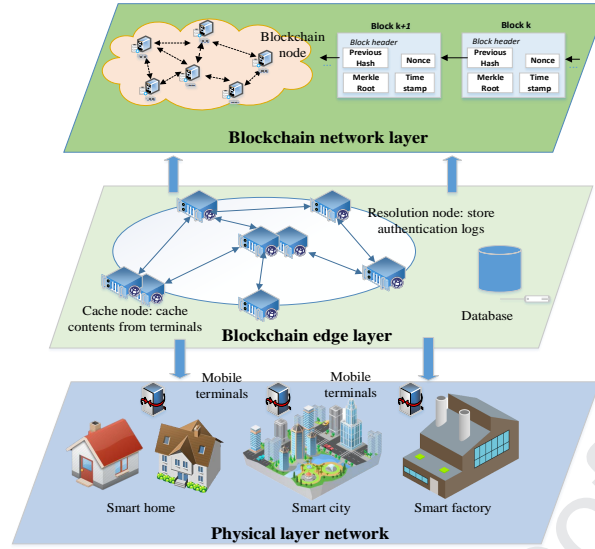 Block k+1
Block k
Blockchain
node
Block header
Previous
Hash
Nonce
Merkle
Root
Time
stamp
...
Block header
Previous
Hash
Nonce
Merkle
Root
Time
stamp
...
Blockchain network layer
Resolution node: store
authentication logs
Cache node: cache
contents from terminals
Database
Blockchain edge layer
Mobile
terminals
Mobile
terminals
Smart home
Smart city
Smart factory
Physical layer network